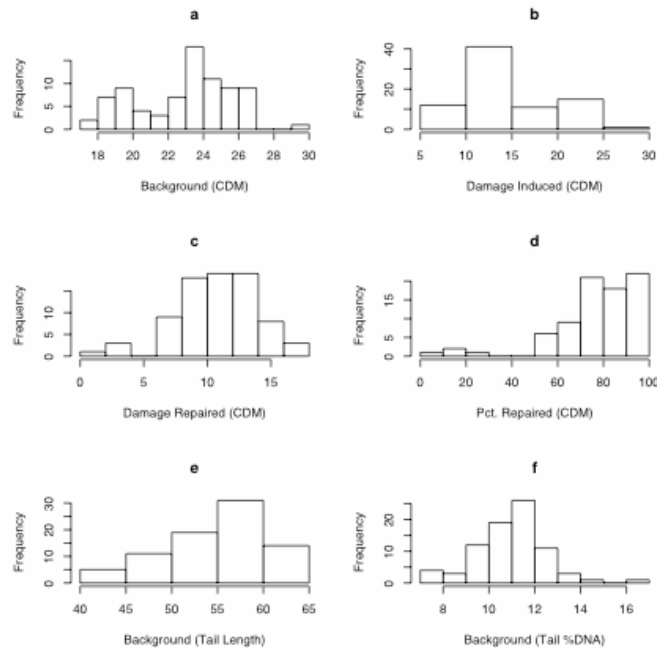 a
Frequency
0 5 10
18 20 22 24 26 28 30
Background (CDM)
b
Frequency
0 20 40
5 10 15 20 25 30
Damage Induced (CDM)
c
Frequency
0 5 10
0 5 10 15
Damage Repaired (CDM)
d
Frequency
0 5 15
0 20 40 60 80 100
Pct. Repaired (CDM)
e
Frequency
0 10 20 30
40 45 50 55 60 65
Background (Tail Length)
f
Frequency
0 10 20
8 10 12 14 16
Background (Tail %DNA)